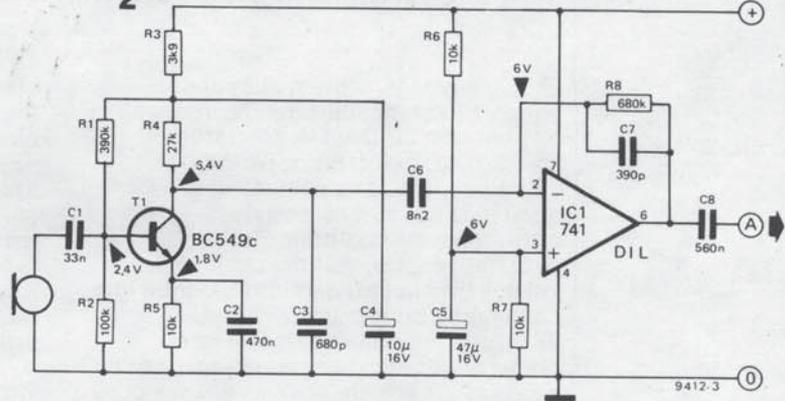 2
+
R3
3k9
R6
10k
6V
R8
680k
C7
390p
R1
390k
R4
27k
5,4V
C6
8n2
T1
BC549c
C1
33n
2,4V
1,8V
6V
7
2
−
3
+
4
6
IC1
741
DIL
C8
560n
A
R2
100k
R5
10k
C2
470n
C3
680p
C4
10µ
16V
C5
47µ
16V
R7
10k
9412-3
0